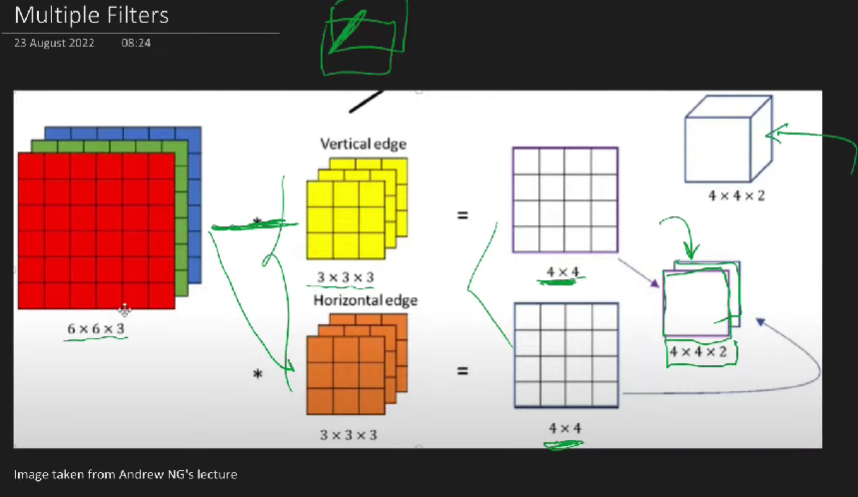 Multiple Filters
23 August 2022 08:24
Vertical edge
*
=
3 × 3 × 3
4 × 4
4 × 4 × 2
6 × 6 × 3
Horizontal edge
*
=
3 × 3 × 3
4 × 4
4 × 4 × 2
Image taken from Andrew NG's lecture